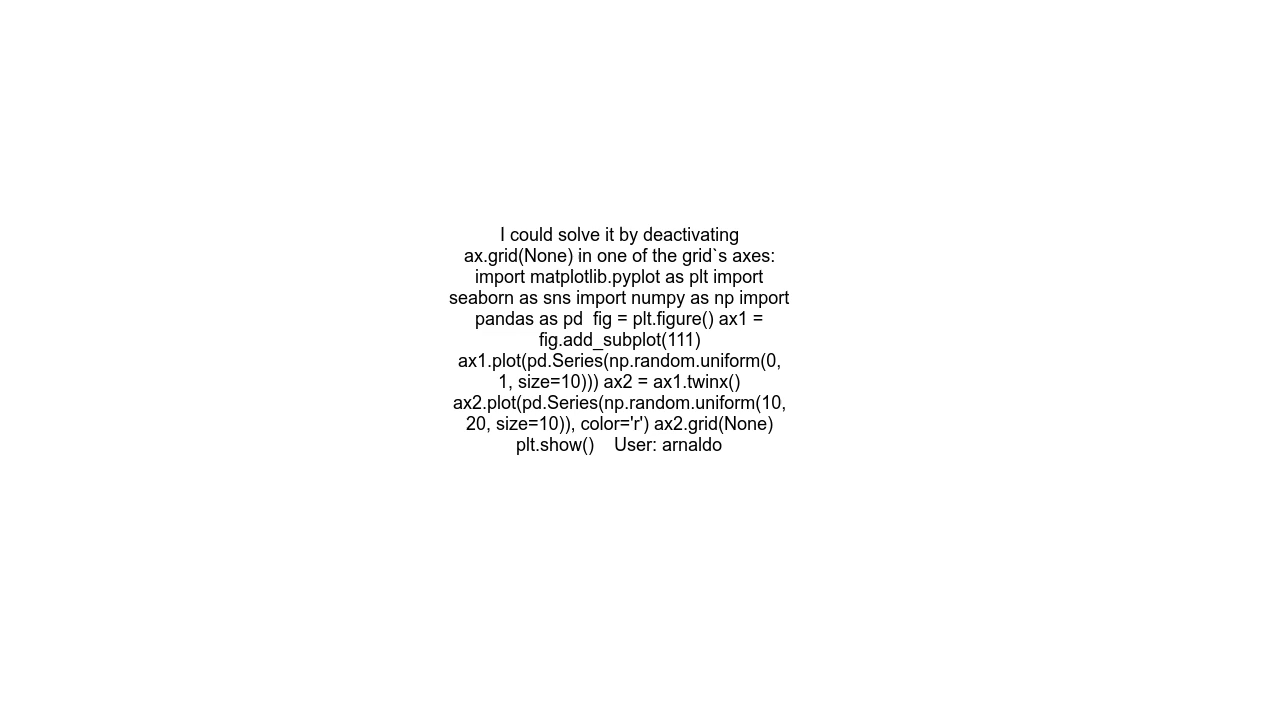 I could solve it by deactivating
ax.grid(None) in one of the grid`s axes:
import matplotlib.pyplot as plt import
seaborn as sns import numpy as np import
pandas as pd  fig = plt.figure() ax1 =
fig.add_subplot(111)
ax1.plot(pd.Series(np.random.uniform(0,
1, size=10))) ax2 = ax1.twinx()
ax2.plot(pd.Series(np.random.uniform(10,
20, size=10)), color='r') ax2.grid(None)
plt.show()    User: arnaldo